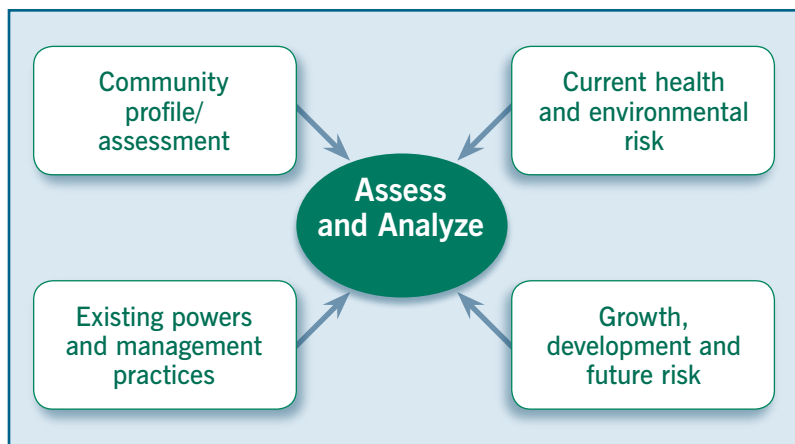 Community
profile/
assessment
Current health
and environmental
risk
Assess
and Analyze
Existing powers
and management
practices
Growth,
development and
future risk